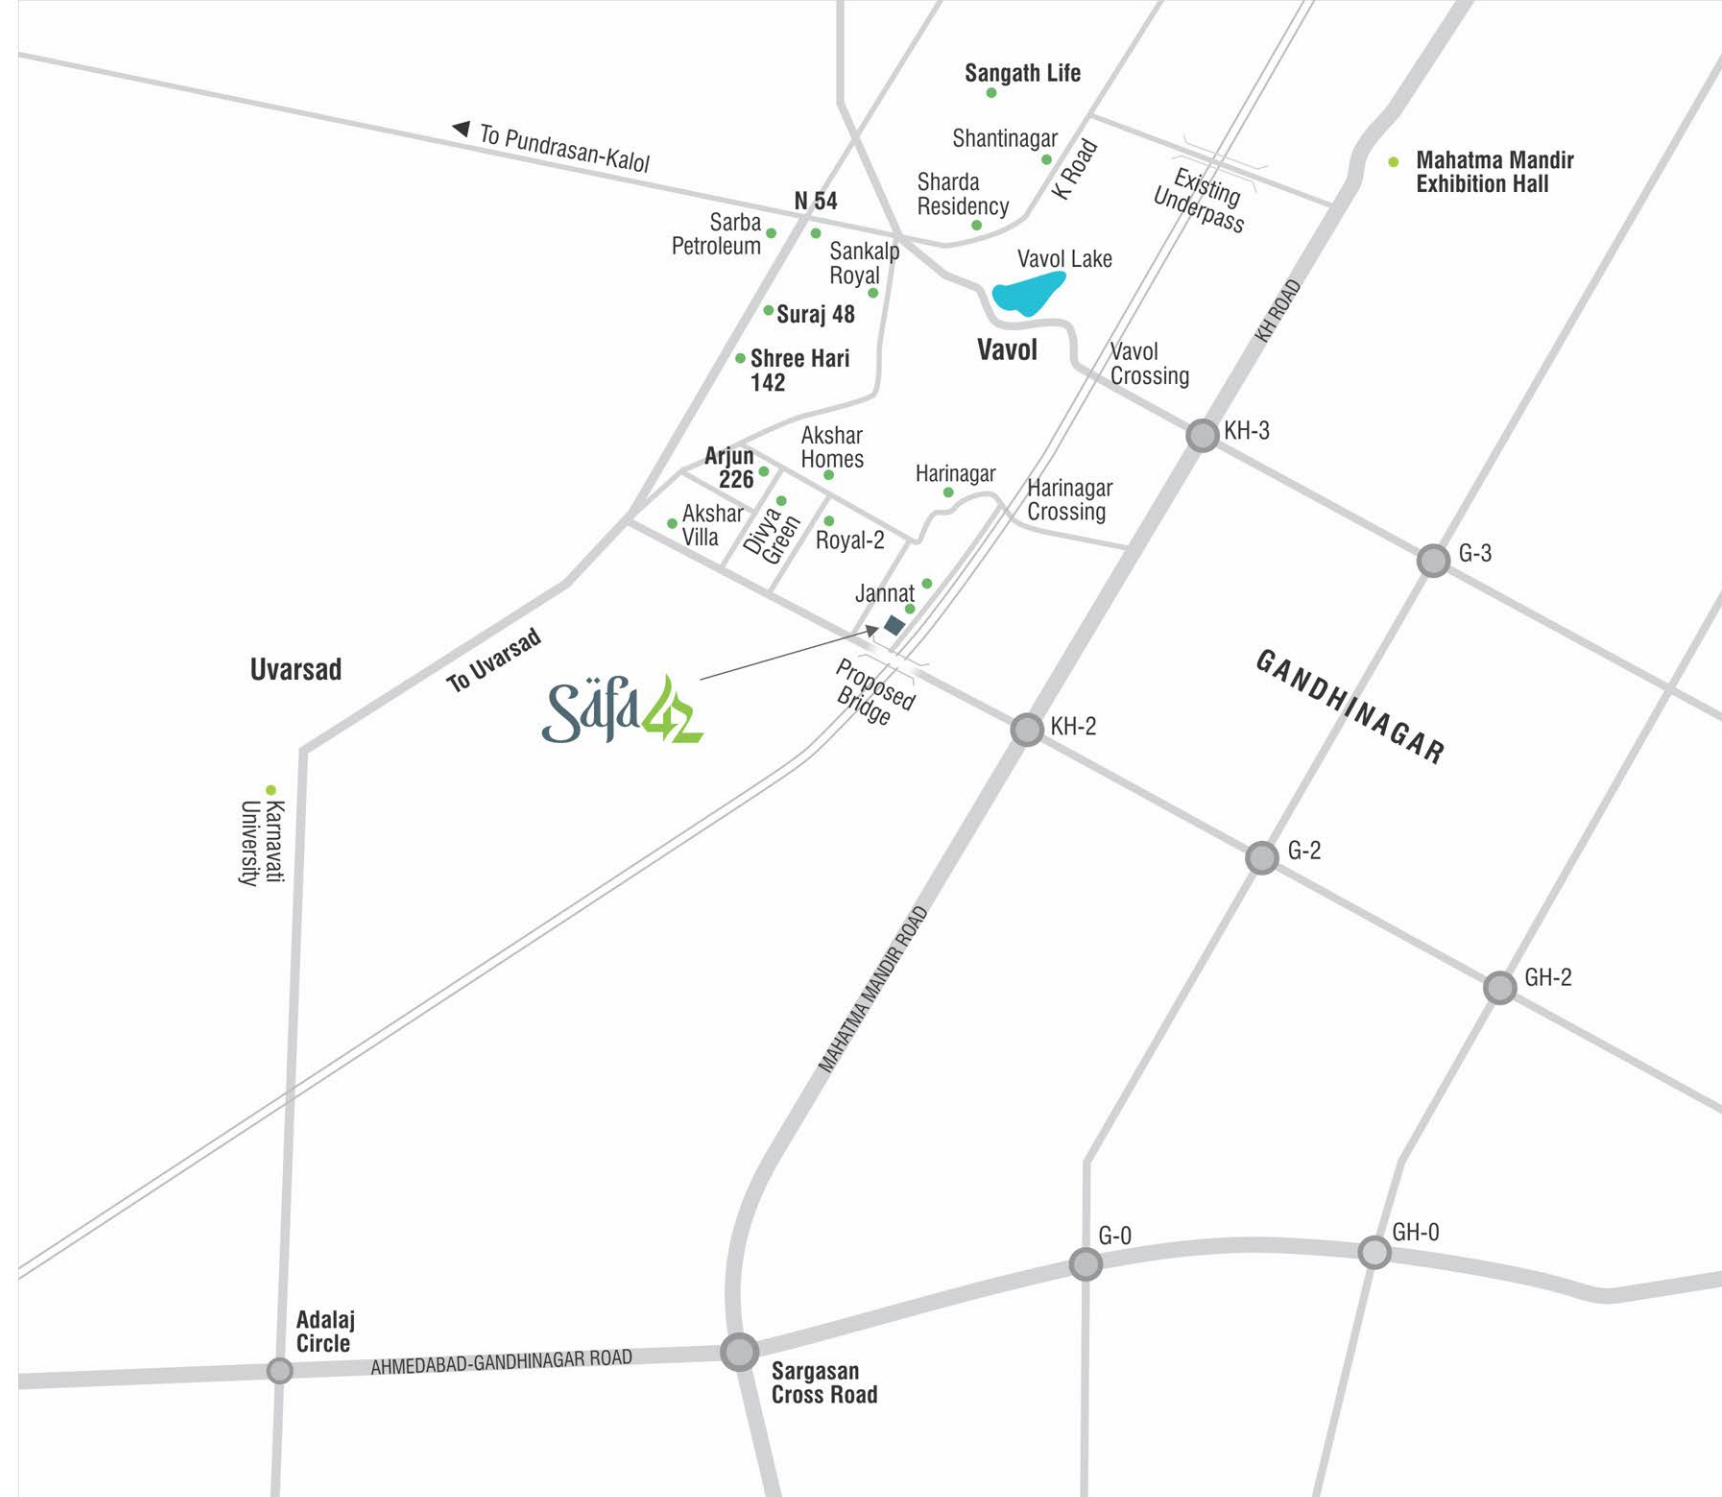 Sangath Life
To Pundrasan-Kalol
Shantinagar
K Road
Mahatma Mandir
Exhibition Hall
Sharda
Residency
Existing
Underpass
N 54
Sarba
Petroleum
Sankalp
Royal
Vavol Lake
Suraj 48
KH ROAD
Vavol
Vavol
Crossing
Shree Hari
142
KH-3
Akshar
Homes
Arjun
226
Harinagar
Harinagar
Crossing
Akshar
Villa
Divya
Green
Royal-2
G-3
Jannat
Uvarsad
To Uvarsad
Säfa 42
Proposed
Bridge
GANDHINAGAR
KH-2
Karnavati
University
G-2
GH-2
MAHATMA MANDIR ROAD
G-0
GH-0
Adalaj
Circle
AHMEDABAD-GANDHINAGAR ROAD
Sargasan
Cross Road